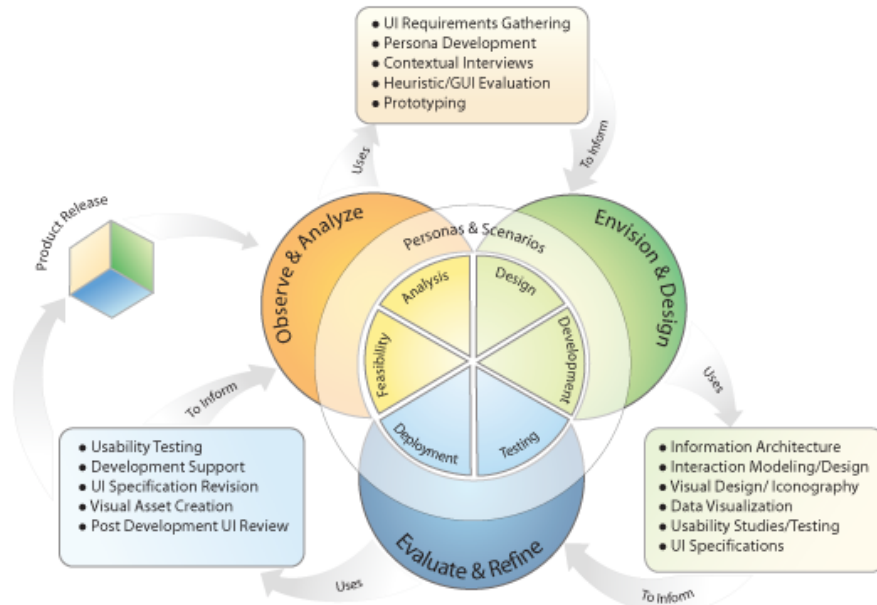 ● UI Requirements Gathering
● Persona Development
● Contextual Interviews
● Heuristic/GUI Evaluation
● Prototyping
Uses
To Inform
Product Release
Observe & Analyze
Personas & Scenarios
Envision & Design
Analysis
Design
Feasibility
Development
Deployment
Testing
To Inform
Uses
● Usability Testing
● Development Support
● UI Specification Revision
● Visual Asset Creation
● Post Development UI Review
● Information Architecture
● Interaction Modeling/Design
● Visual Design/ Iconography
● Data Visualization
● Usability Studies/Testing
● UI Specifications
Evaluate & Refine
Uses
To Inform